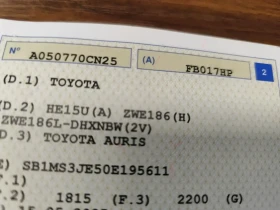 N° A050770CN25 (A) FB017HP 2
(D.1) TOYOTA
(D.2) HE15U(A) ZWE186(H)
ZWE186L-DHXNBW(2V)
(D.3) TOYOTA AURIS
(E) SB1MS3JE50E195611
(F.1)
(F.2) 1815 (F.3) 2200 (G)